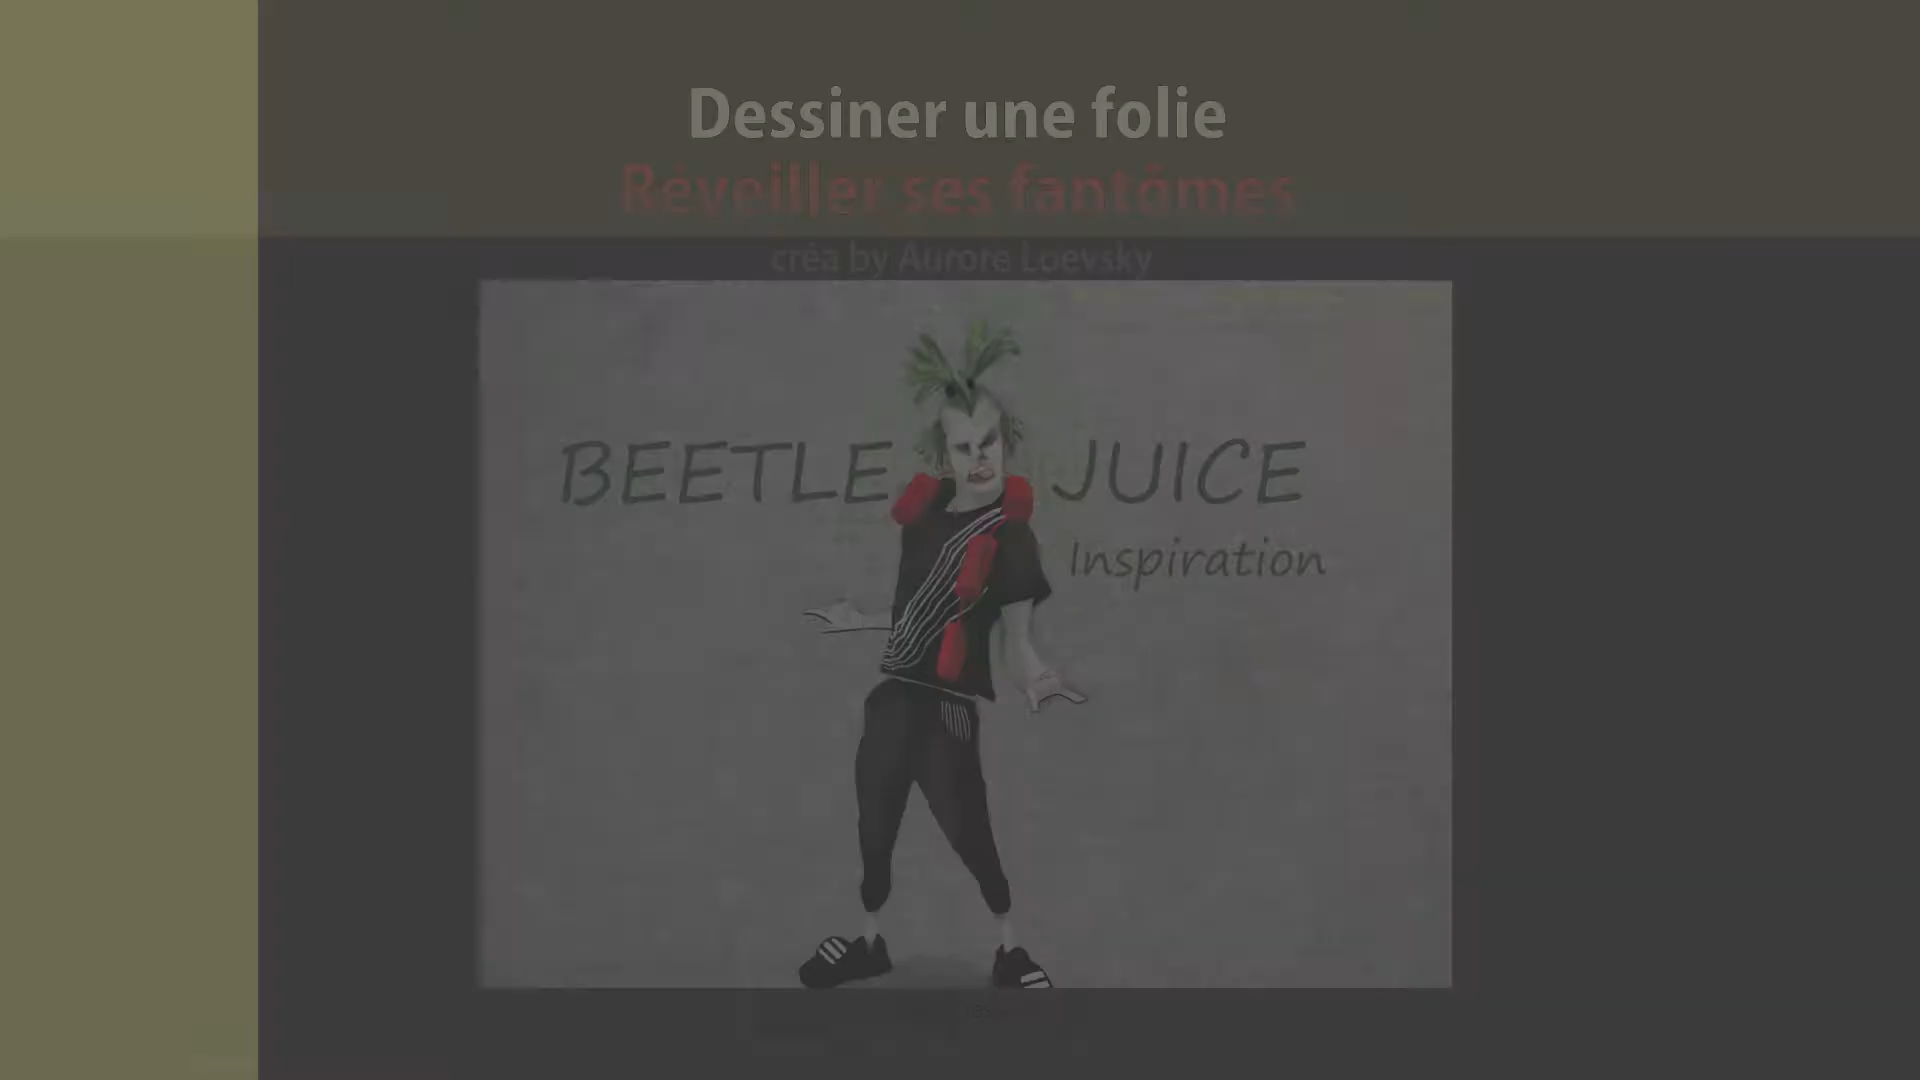 Dessiner une folie
Réveiller ses fantômes
créa by Aurore Loevsky
BEETLE JUICE
Inspiration